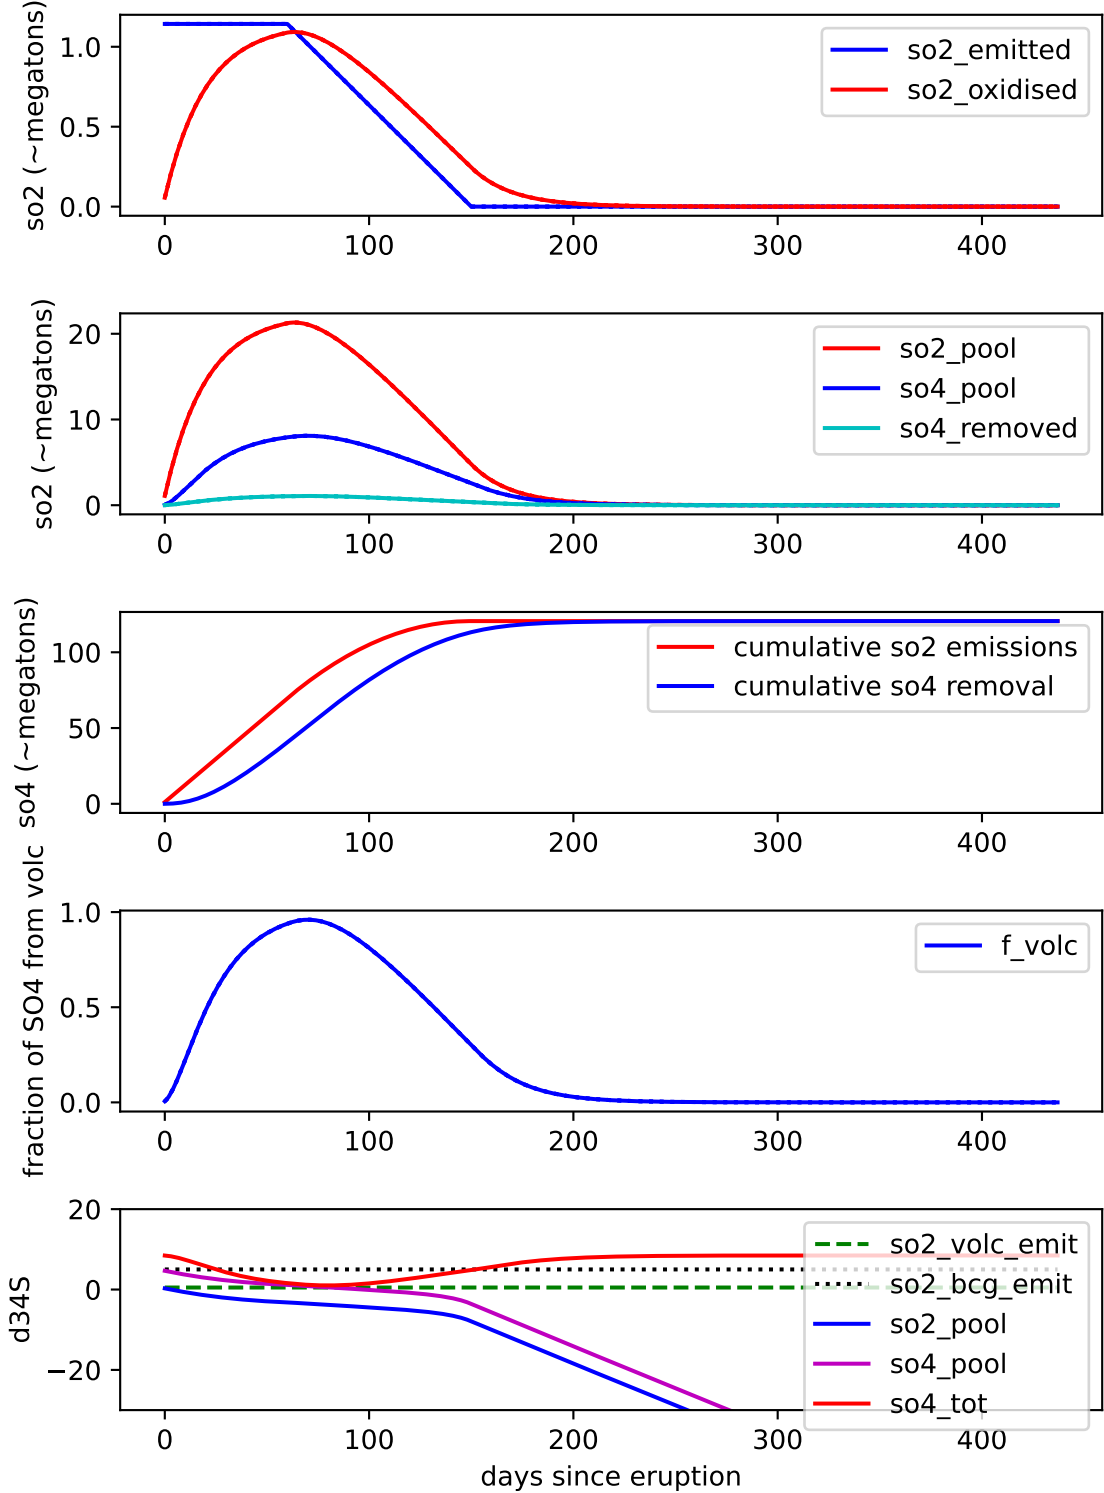 so2 (~megatons)
1.0
0.5
0.0
so2_emitted
so2_oxidised
0 100 200 300 400
so2 (~megatons)
20
10
0
so2_pool
so4_pool
so4_removed
0 100 200 300 400
so4 (~megatons)
100
50
0
cumulative so2 emissions
cumulative so4 removal
0 100 200 300 400
fraction of SO4 from volc
1.0
0.5
0.0
f_volc
0 100 200 300 400
d34S
20
0
−20
so2_volc_emit
so2_bcg_emit
so2_pool
so4_pool
so4_tot
0 100 200 300 400
days since eruption